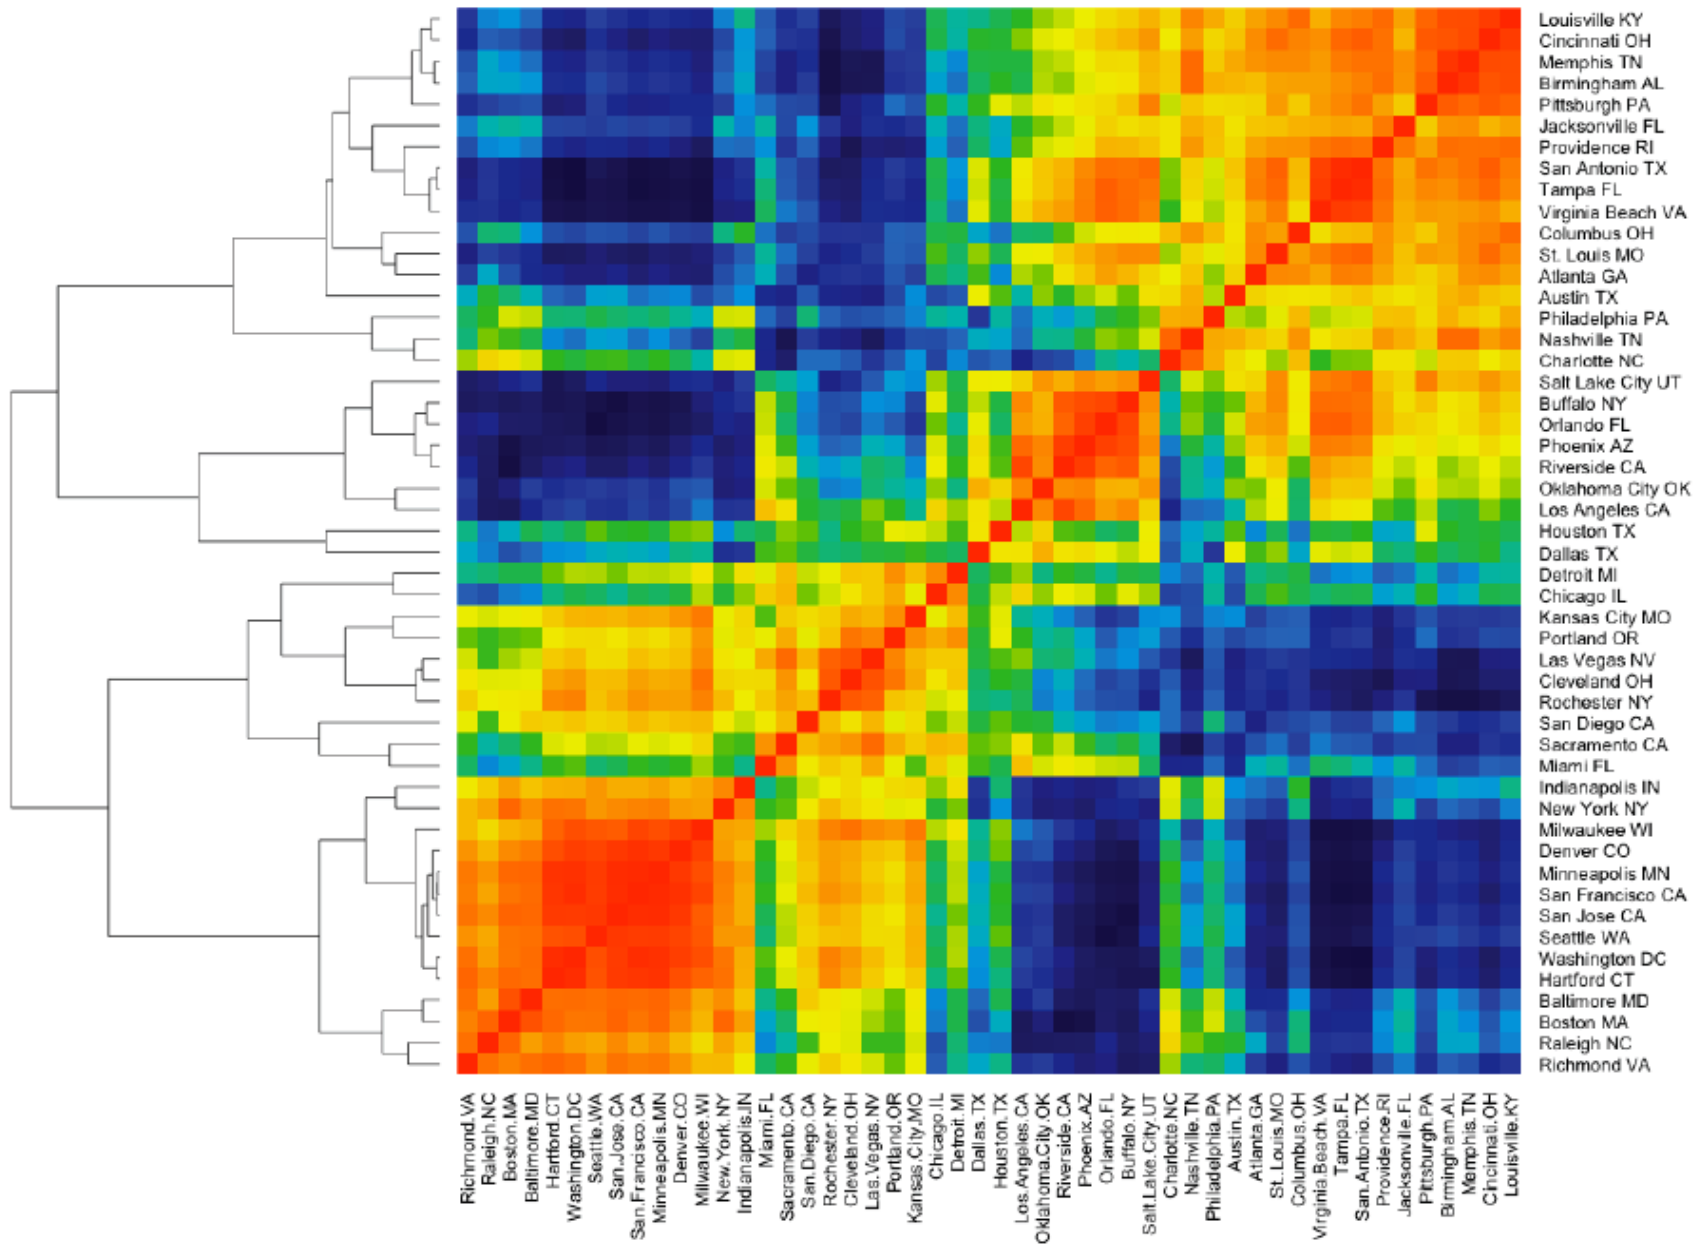 Louisville KY
Cincinnati OH
Memphis TN
Birmingham AL
Pittsburgh PA
Jacksonville FL
Providence RI
San Antonio TX
Tampa FL
Virginia Beach VA
Columbus OH
St. Louis MO
Atlanta GA
Austin TX
Philadelphia PA
Nashville TN
Charlotte NC
Salt Lake City UT
Buffalo NY
Orlando FL
Phoenix AZ
Riverside CA
Oklahoma City OK
Los Angeles CA
Houston TX
Dallas TX
Detroit MI
Chicago IL
Kansas City MO
Portland OR
Las Vegas NV
Cleveland OH
Rochester NY
San Diego CA
Sacramento CA
Miami FL
Indianapolis IN
New York NY
Milwaukee WI
Denver CO
Minneapolis MN
San Francisco CA
San Jose CA
Seattle WA
Washington DC
Hartford CT
Baltimore MD
Boston MA
Raleigh NC
Richmond VA
Richmond.VA
Raleigh.NC
Boston.MA
Baltimore.MD
Hartford.CT
Washington.DC
Seattle.WA
San.Jose.CA
San.Francisco.CA
Minneapolis.MN
Denver.CO
Milwaukee.WI
New.York.NY
Indianapolis.IN
Miami.FL
Sacramento.CA
San.Diego.CA
Rochester.NY
Cleveland.OH
Las.Vegas.NV
Portland.OR
Kansas.City.MO
Chicago.IL
Detroit.MI
Dallas.TX
Houston.TX
Los.Angeles.CA
Oklahoma.City.OK
Riverside.CA
Phoenix.AZ
Orlando.FL
Buffalo.NY
Salt.Lake.City.UT
Charlotte.NC
Nashville.TN
Philadelphia.PA
Austin.TX
Atlanta.GA
St..Louis.MO
Columbus.OH
Virginia.Beach.VA
Tampa.FL
San.Antonio.TX
Providence.RI
Jacksonville.FL
Pittsburgh.PA
Birmingham.AL
Memphis.TN
Cincinnati.OH
Louisville.KY